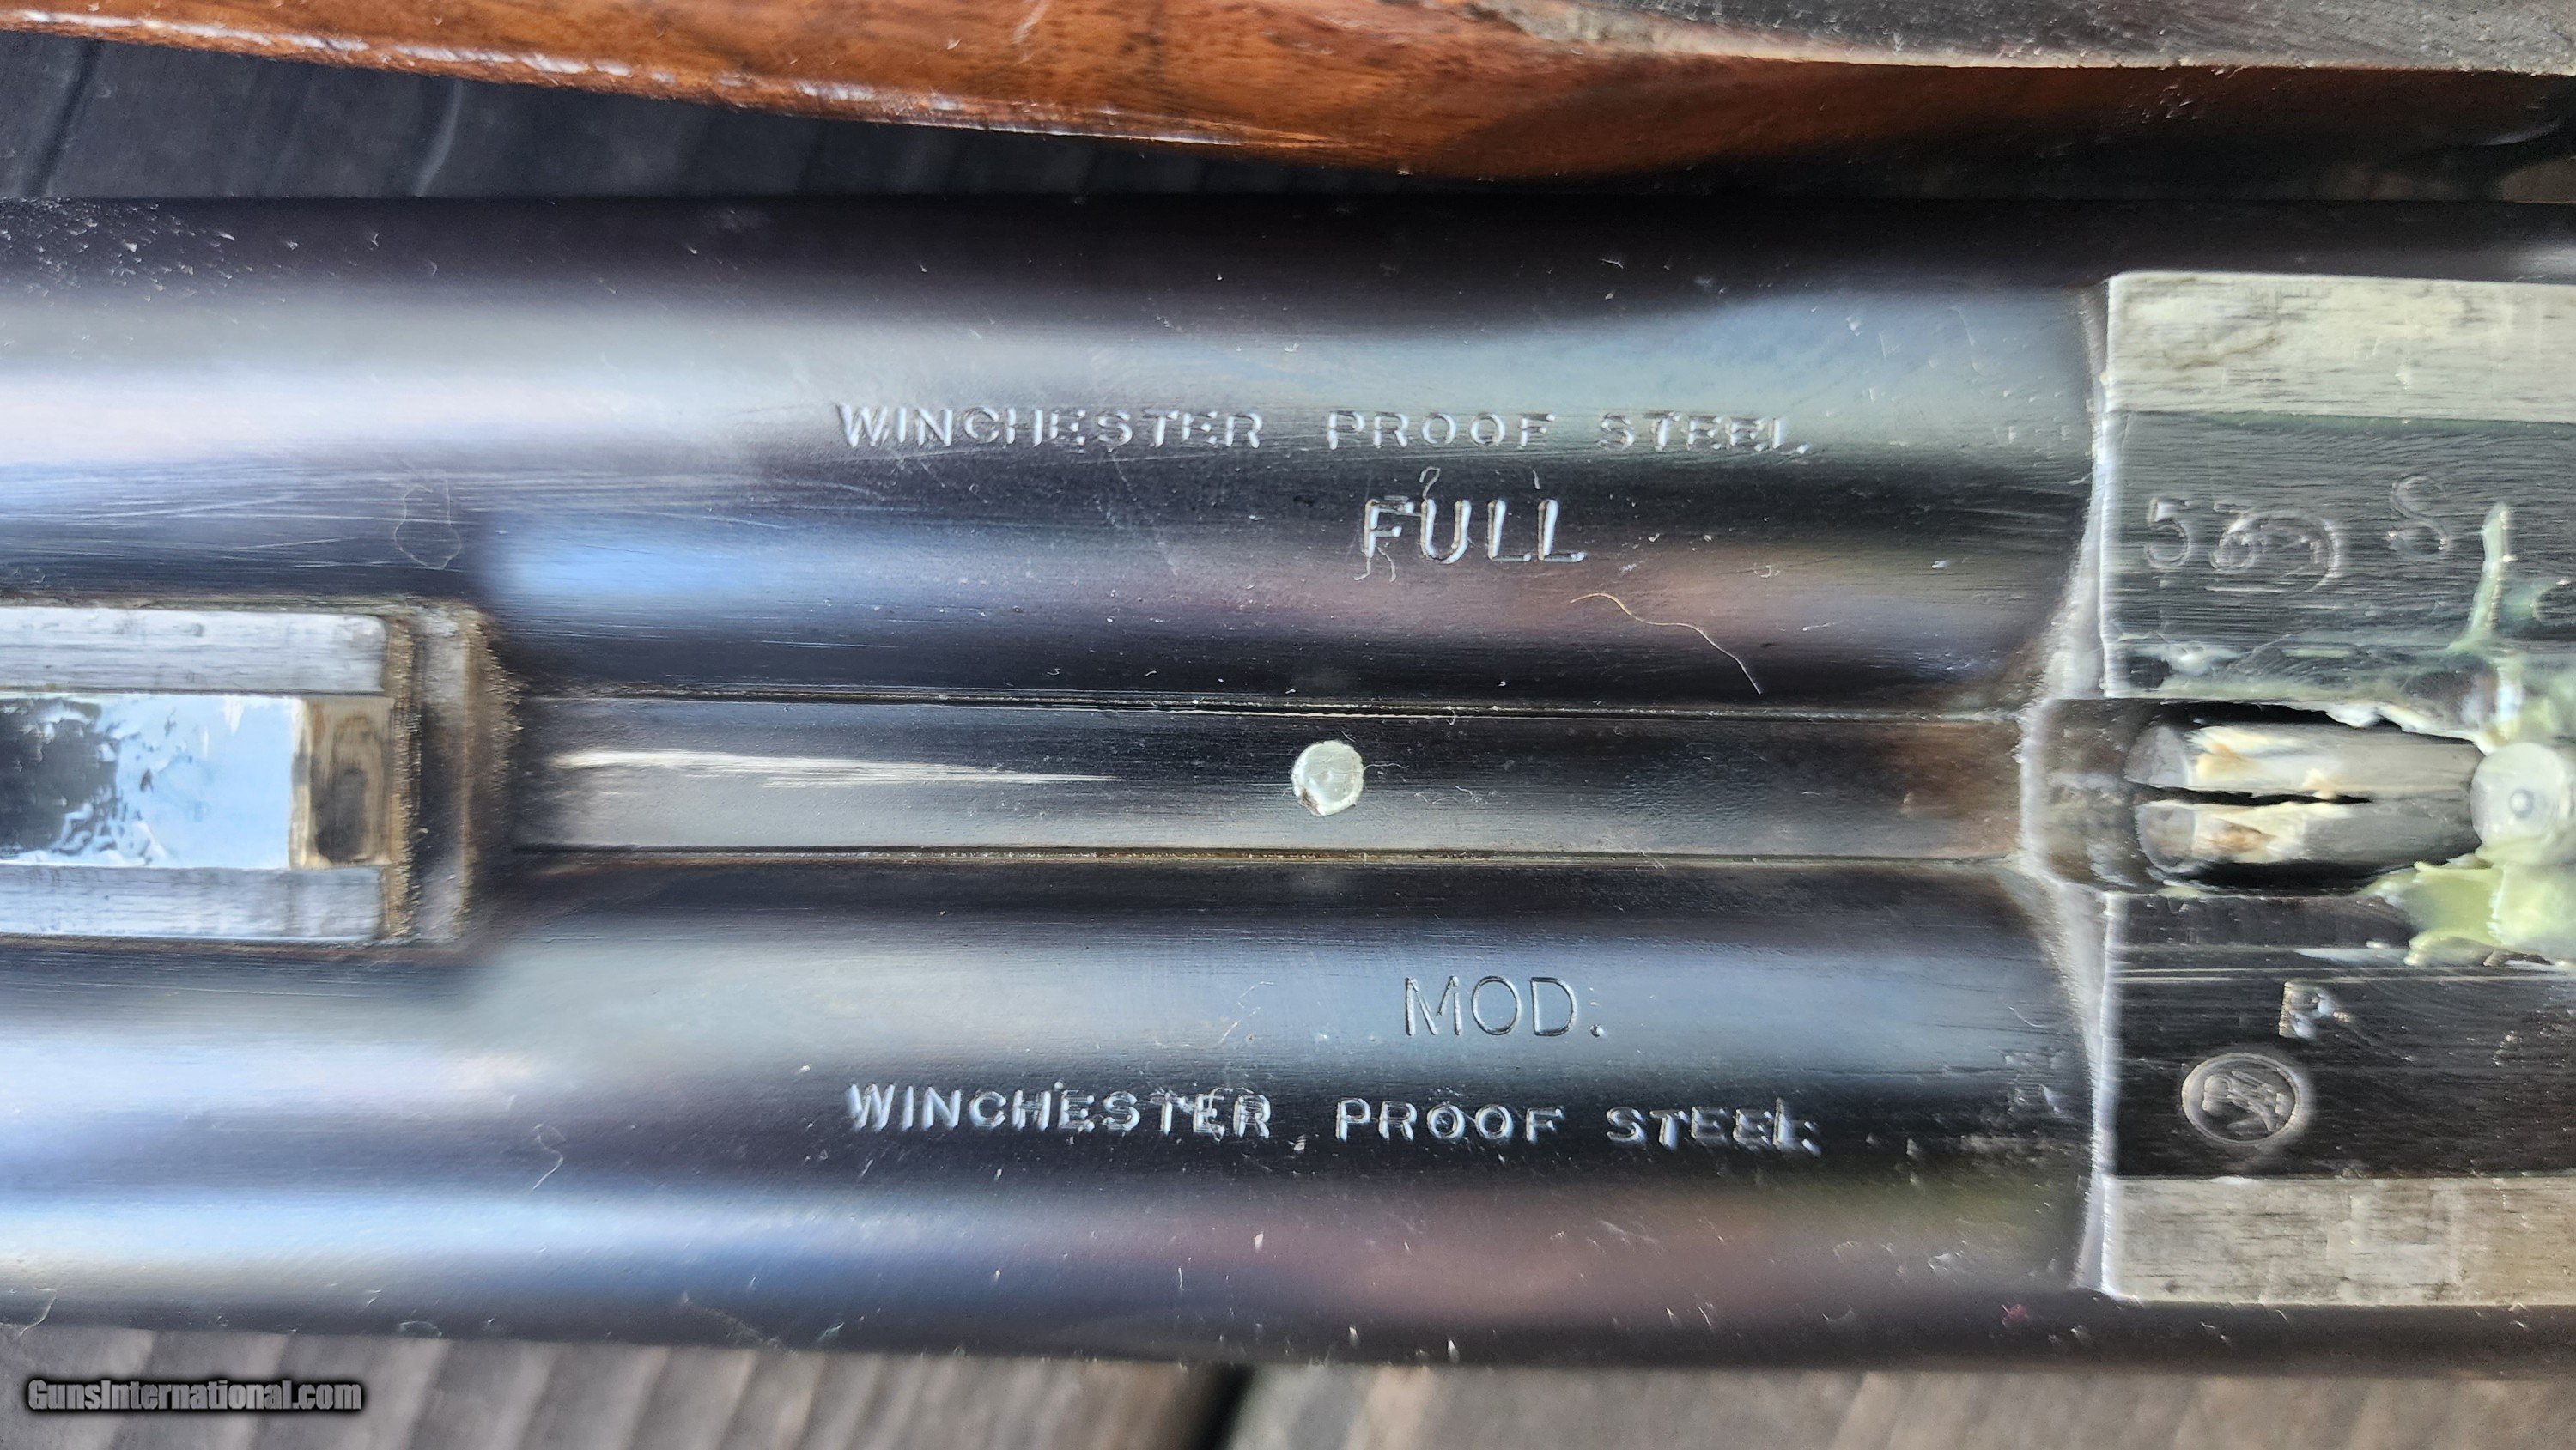 WINCHESTER PROOF STEEL
FULL
S
MOD.
P
WINCHESTER PROOF STEEL
GunsInternational.com